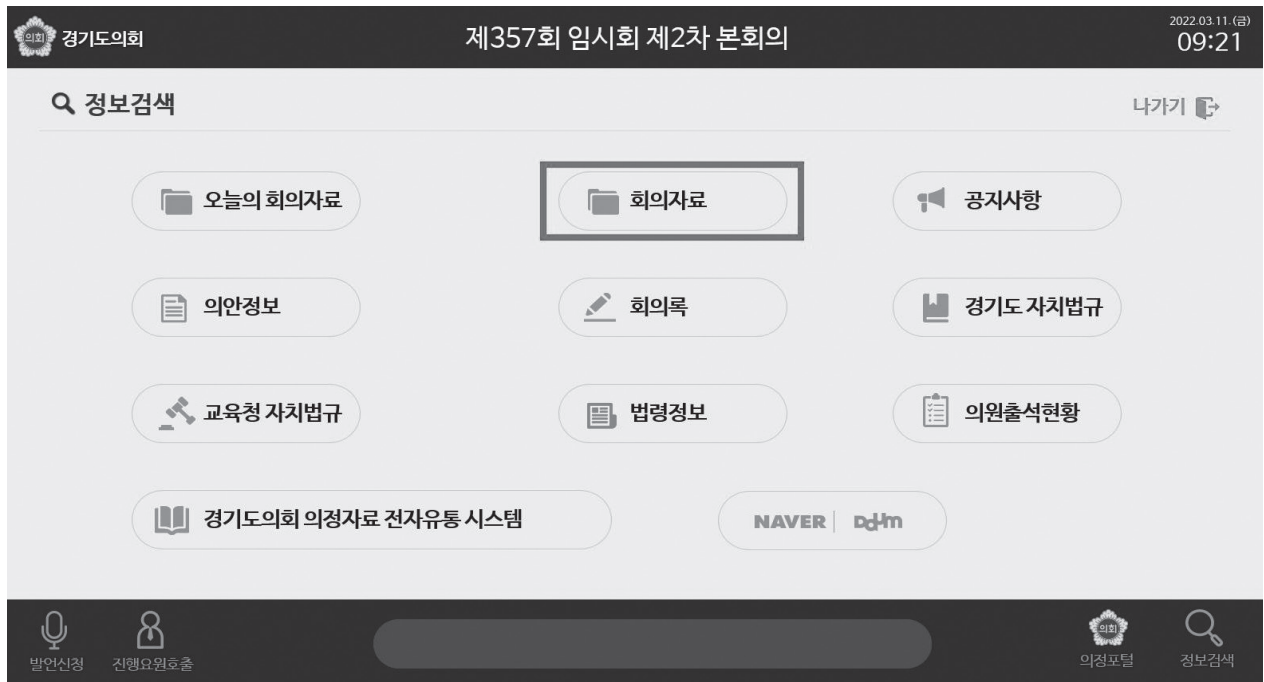 의회 경기도의회
제357회 임시회 제2차 본회의
2022.03.11.(금)
09:21
정보검색
나가기
오늘의 회의자료
회의자료
공지사항
의안정보
회의록
경기도 자치법규
교육청 자치법규
법령정보
의원출석현황
경기도의회 의정자료 전자유통 시스템
NAVER
Daum
발언신청
진행요원호출
의회
의정포털
정보검색